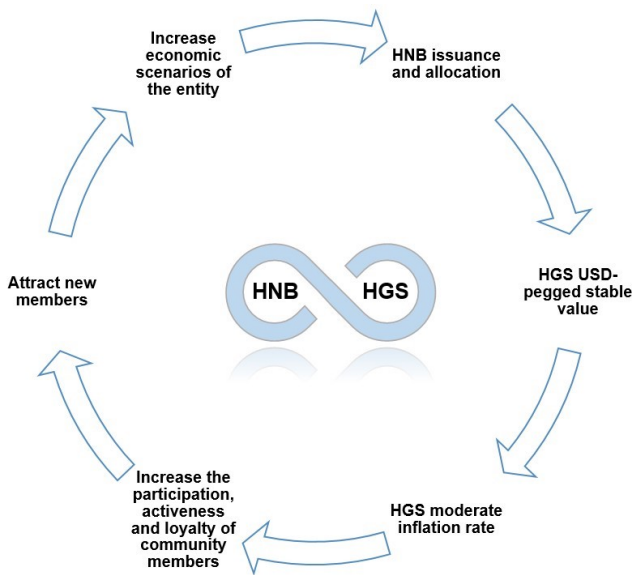 Increase
economic
scenarios of
the entity
HNB issuance
and allocation
HGS USD-
pegged stable
value
HGS moderate
inflation rate
Increase the
participation,
activeness
and loyalty of
community
members
Attract new
members
HNB
HGS